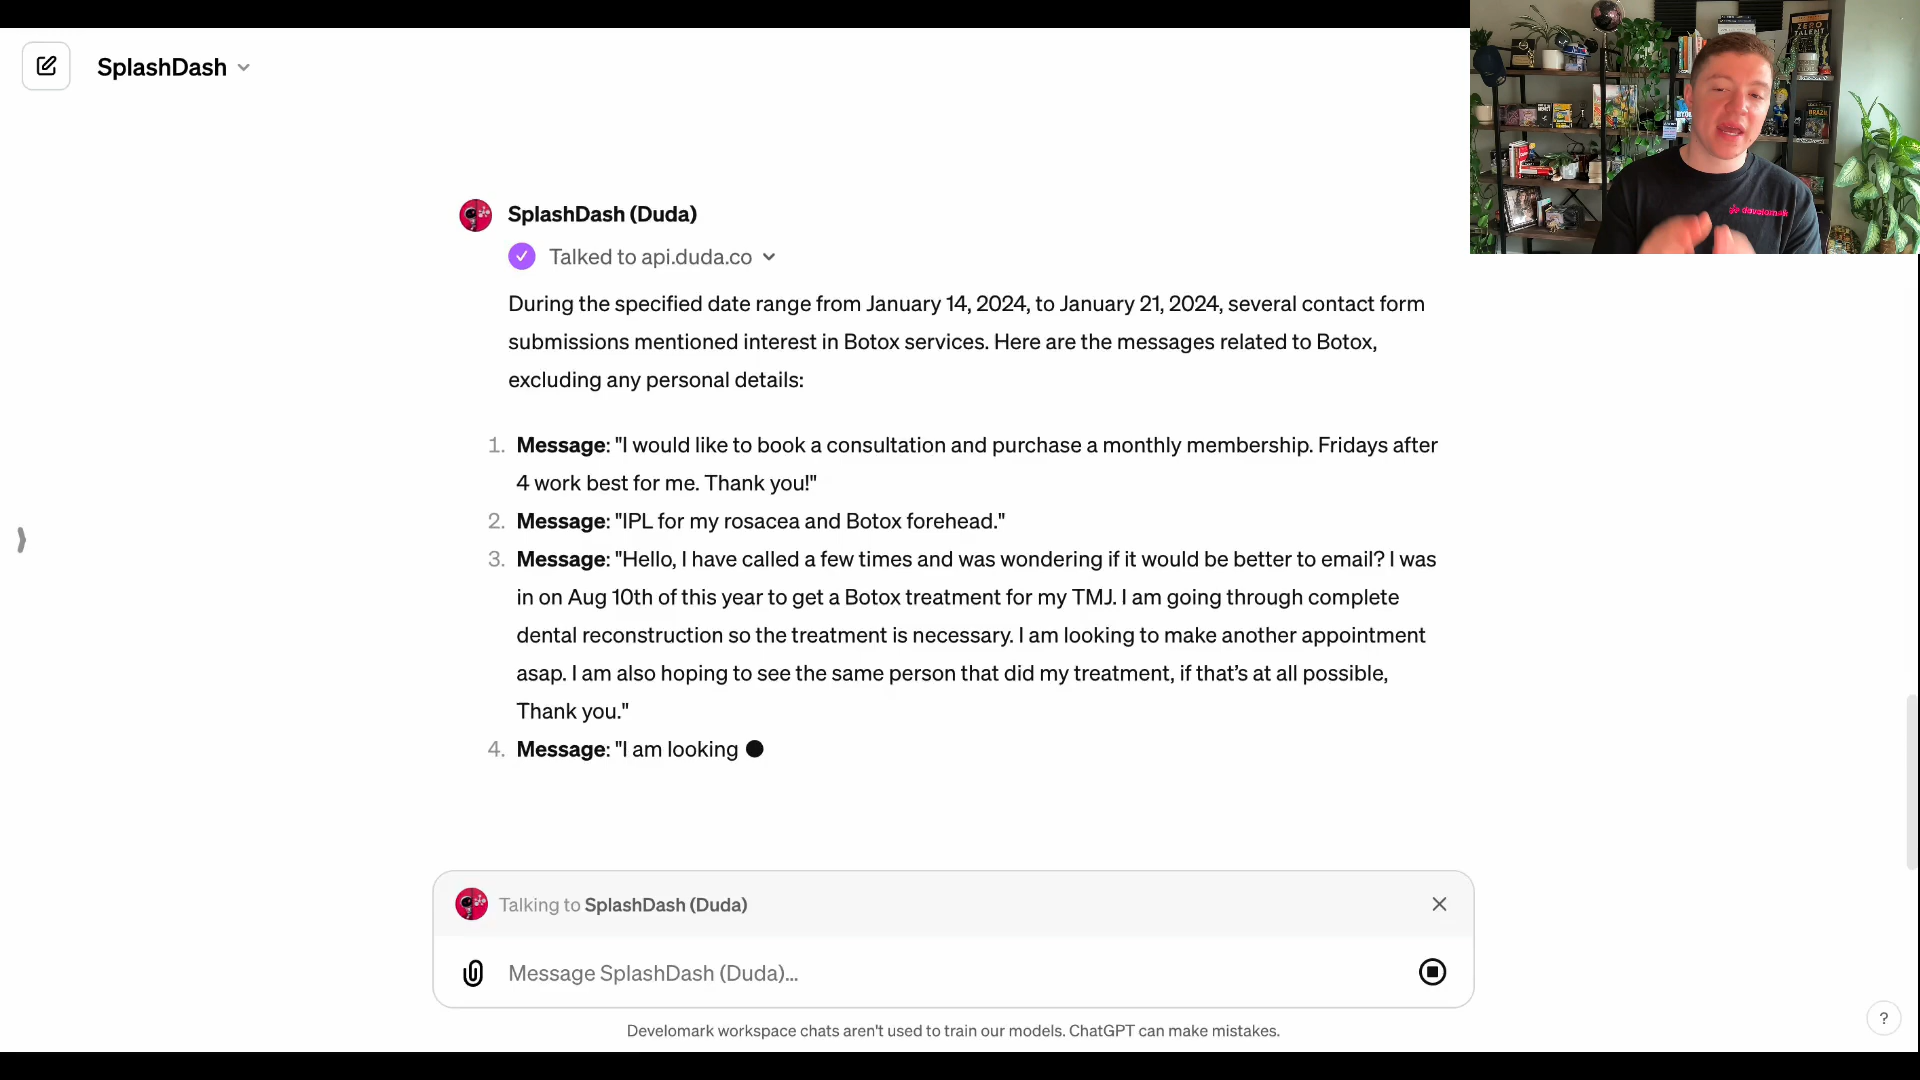 SplashDash
SplashDash (Duda)
Talked to api.duda.co
During the specified date range from January 14, 2024, to January 21, 2024, several contact form
submissions mentioned interest in Botox services. Here are the messages related to Botox,
excluding any personal details:
1. Message: "I would like to book a consultation and purchase a monthly membership. Fridays after
4 work best for me. Thank you!"
2. Message: "IPL for my rosacea and Botox forehead."
3. Message: "Hello, I have called a few times and was wondering if it would be better to email? I was
in on Aug 10th of this year to get a Botox treatment for my TMJ. I am going through complete
dental reconstruction so the treatment is necessary. I am looking to make another appointment
asap. I am also hoping to see the same person that did my treatment, if that’s at all possible,
Thank you."
4. Message: "I am looking
Talking to SplashDash (Duda)
Message SplashDash (Duda)...
Develomark workspace chats aren't used to train our models. ChatGPT can make mistakes.
?
ZERO
TALENT
BRAZIL
develomark